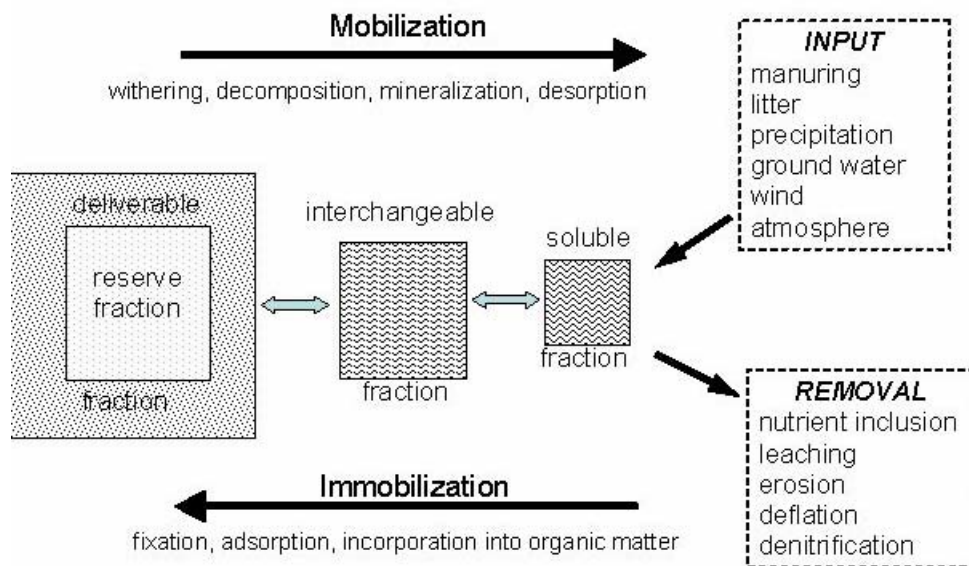 Mobilization
withering, decomposition, mineralization, desorption
INPUT
manuring
litter
precipitation
ground water
wind
atmosphere
deliverable
reserve
fraction
fraction
interchangeable
fraction
soluble
fraction
REMOVAL
nutrient inclusion
leaching
erosion
deflation
denitrification
Immobilization
fixation, adsorption, incorporation into organic matter